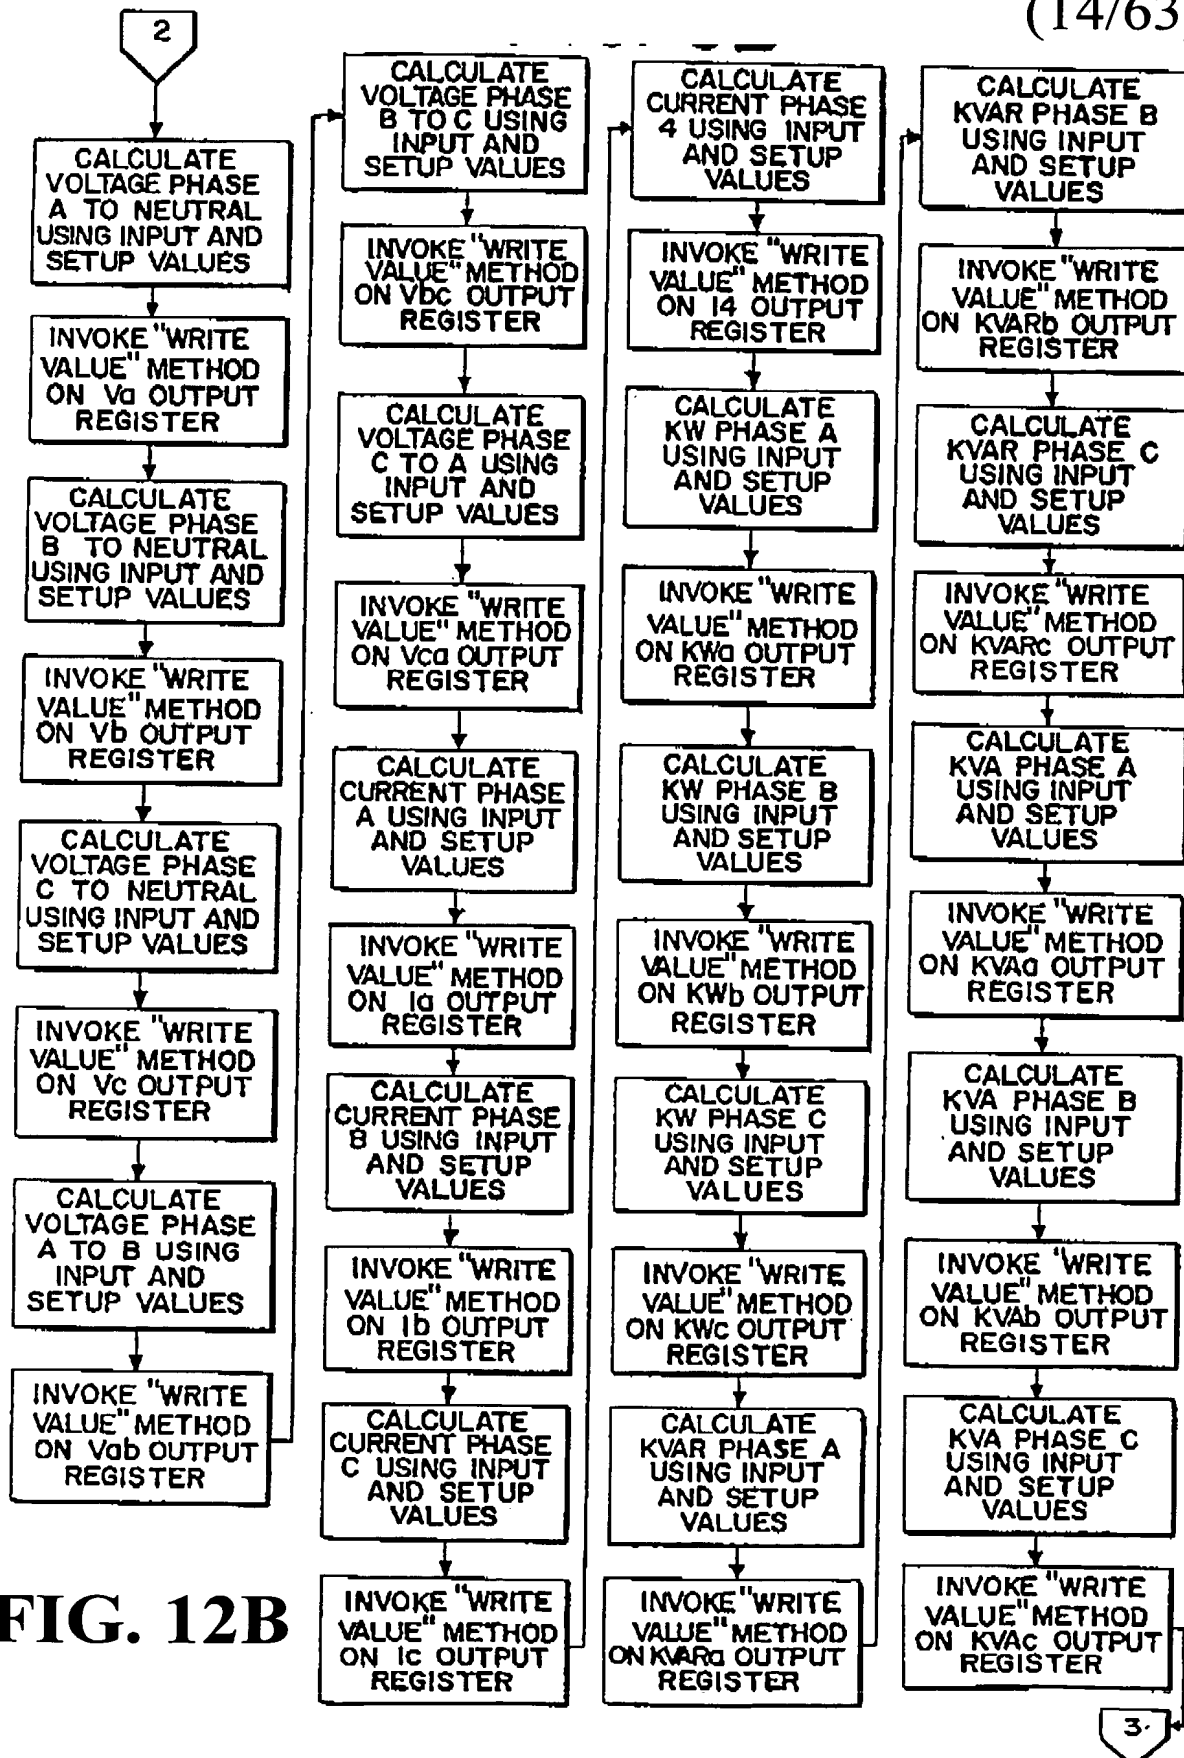 (14/63
2
CALCULATE
VOLTAGE PHASE
A TO NEUTRAL
USING INPUT AND
SETUP VALUES
INVOKE "WRITE
VALUE" METHOD
ON Va OUTPUT
REGISTER
CALCULATE
VOLTAGE PHASE
B TO NEUTRAL
USING INPUT AND
SETUP VALUES
INVOKE "WRITE
VALUE" METHOD
ON Vb OUTPUT
REGISTER
CALCULATE
VOLTAGE PHASE
C TO NEUTRAL
USING INPUT AND
SETUP VALUES
INVOKE "WRITE
VALUE" METHOD
ON Vc OUTPUT
REGISTER
CALCULATE
VOLTAGE PHASE
A TO B USING
INPUT AND
SETUP VALUES
INVOKE "WRITE
VALUE" METHOD
ON Vab OUTPUT
REGISTER
CALCULATE
VOLTAGE PHASE
B TO C USING
INPUT AND
SETUP VALUES
INVOKE "WRITE
VALUE" METHOD
ON Vbc OUTPUT
REGISTER
CALCULATE
VOLTAGE PHASE
C TO A USING
INPUT AND
SETUP VALUES
INVOKE "WRITE
VALUE" METHOD
ON Vca OUTPUT
REGISTER
CALCULATE
CURRENT PHASE
A USING INPUT
AND SETUP
VALUES
INVOKE "WRITE
VALUE" METHOD
ON Ia OUTPUT
REGISTER
CALCULATE
CURRENT PHASE
B USING INPUT
AND SETUP
VALUES
INVOKE "WRITE
VALUE" METHOD
ON Ib OUTPUT
REGISTER
CALCULATE
CURRENT PHASE
C USING INPUT
AND SETUP
VALUES
INVOKE "WRITE
VALUE" METHOD
ON Ic OUTPUT
REGISTER
CALCULATE
CURRENT PHASE
4 USING INPUT
AND SETUP
VALUES
INVOKE "WRITE
VALUE" METHOD
ON I4 OUTPUT
REGISTER
CALCULATE
KW PHASE A
USING INPUT
AND SETUP
VALUES
INVOKE "WRITE
VALUE" METHOD
ON KWa OUTPUT
REGISTER
CALCULATE
KW PHASE B
USING INPUT
AND SETUP
VALUES
INVOKE "WRITE
VALUE" METHOD
ON KWb OUTPUT
REGISTER
CALCULATE
KW PHASE C
USING INPUT
AND SETUP
VALUES
INVOKE "WRITE
VALUE" METHOD
ON KWc OUTPUT
REGISTER
CALCULATE
KVAR PHASE A
USING INPUT
AND SETUP
VALUES
INVOKE "WRITE
VALUE" METHOD
ON KVARa OUTPUT
REGISTER
CALCULATE
KVAR PHASE B
USING INPUT
AND SETUP
VALUES
INVOKE "WRITE
VALUE" METHOD
ON KVARb OUTPUT
REGISTER
CALCULATE
KVAR PHASE C
USING INPUT
AND SETUP
VALUES
INVOKE "WRITE
VALUE" METHOD
ON KVARc OUTPUT
REGISTER
CALCULATE
KVA PHASE A
USING INPUT
AND SETUP
VALUES
INVOKE "WRITE
VALUE" METHOD
ON KVAa OUTPUT
REGISTER
CALCULATE
KVA PHASE B
USING INPUT
AND SETUP
VALUES
INVOKE "WRITE
VALUE" METHOD
ON KVAb OUTPUT
REGISTER
CALCULATE
KVA PHASE C
USING INPUT
AND SETUP
VALUES
INVOKE "WRITE
VALUE" METHOD
ON KVAc OUTPUT
REGISTER
3
FIG. 12B